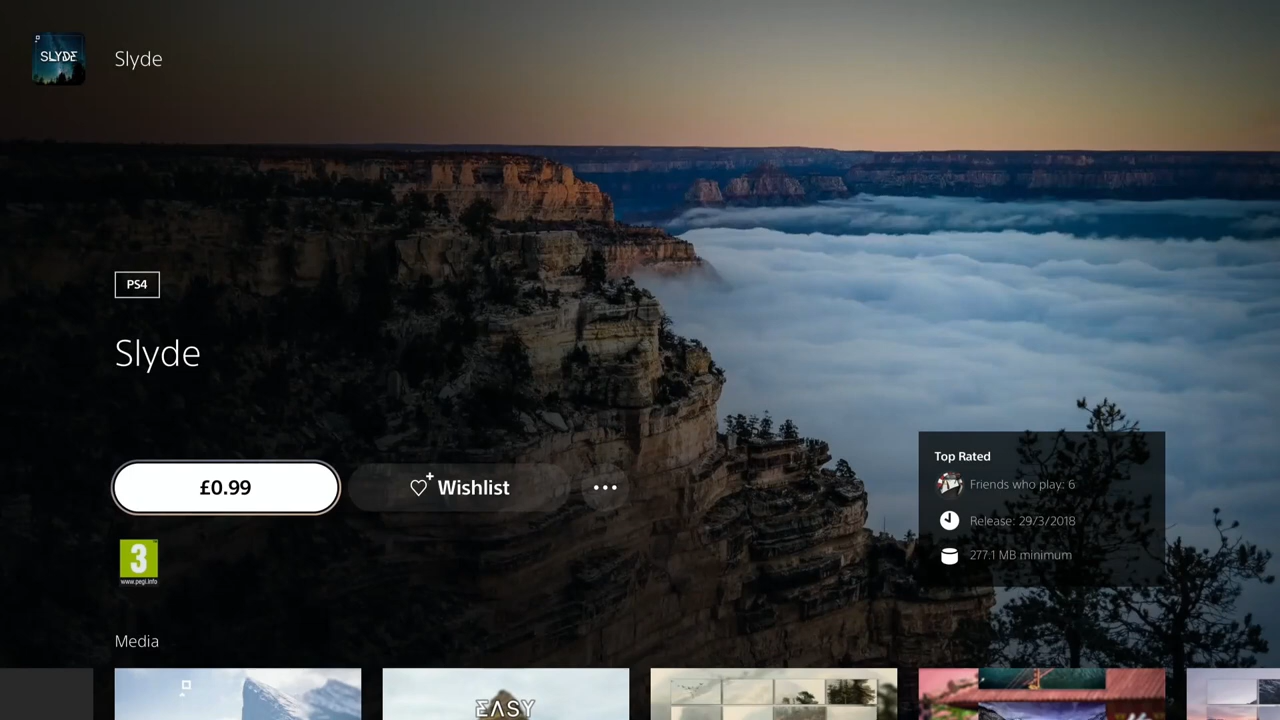 SLYDE
Slyde
PS4
Slyde
£0.99
Wishlist
Top Rated
Friends who play: 6
Release: 29/3/2018
277.1 MB minimum
3
www.pegi.info
Media
EASY